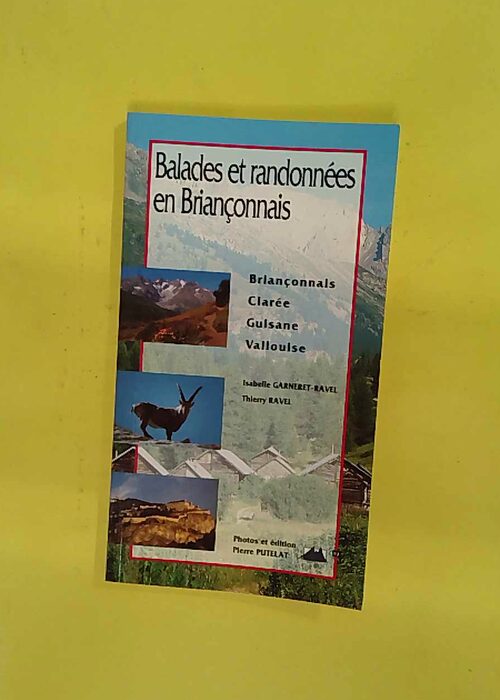 Balades et randonnées
en Briançonnais
Briançonnais
Clarée
Guisane
Vallouise
Isabelle GARNERET-RAVEL
Thierry RAVEL
Photos et édition
Pierre PUTELAT